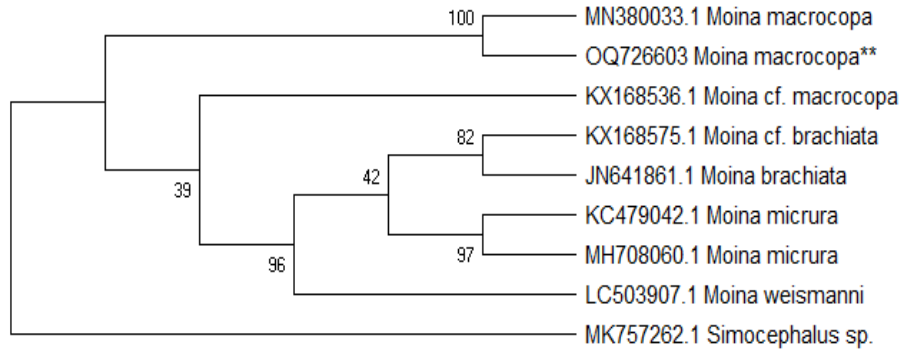 100
MN380033.1 Moina macrocopa
OQ726603 Moina macrocopa**
KX168536.1 Moina cf. macrocopa
82
KX168575.1 Moina cf. brachiata
42
JN641861.1 Moina brachiata
39
KC479042.1 Moina micrura
97
MH708060.1 Moina micrura
96
LC503907.1 Moina weismanni
MK757262.1 Simocephalus sp.